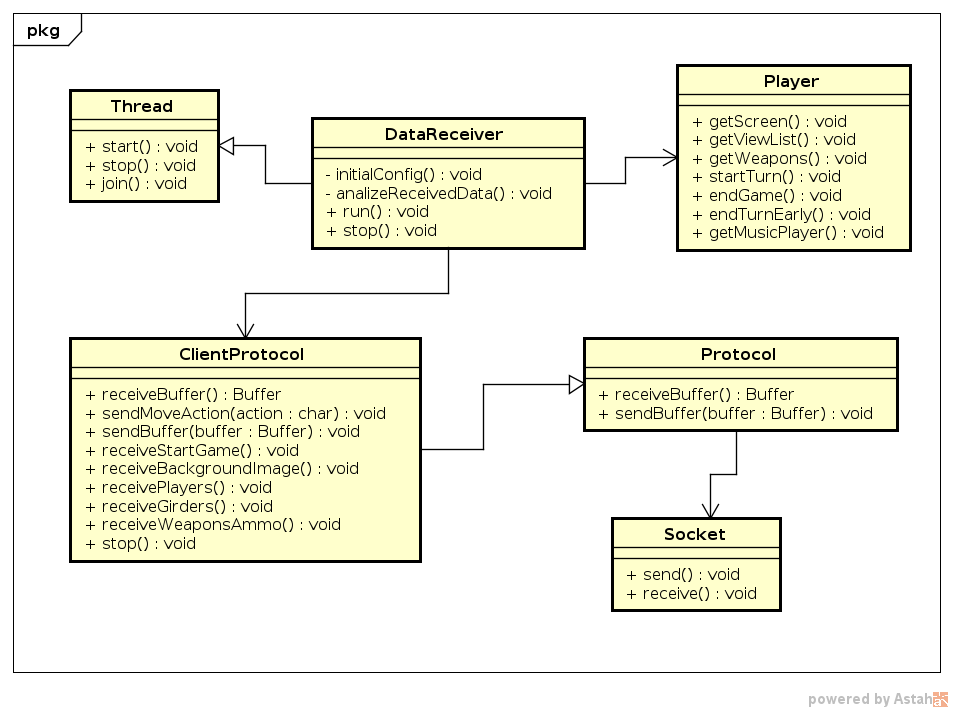 pkg
Thread
+ start() : void
+ stop() : void
+ join() : void
DataReceiver
- initialConfig() : void
- analizeReceivedData() : void
+ run() : void
+ stop() : void
Player
+ getScreen() : void
+ getViewList() : void
+ getWeapons() : void
+ startTurn() : void
+ endGame() : void
+ endTurnEarly() : void
+ getMusicPlayer() : void
ClientProtocol
+ receiveBuffer() : Buffer
+ sendMoveAction(action : char) : void
+ sendBuffer(buffer : Buffer) : void
+ receiveStartGame() : void
+ receiveBackgroundImage() : void
+ receivePlayers() : void
+ receiveGirders() : void
+ receiveWeaponsAmmo() : void
+ stop() : void
Protocol
+ receiveBuffer() : Buffer
+ sendBuffer(buffer : Buffer) : void
Socket
+ send() : void
+ receive() : void
powered by Astah